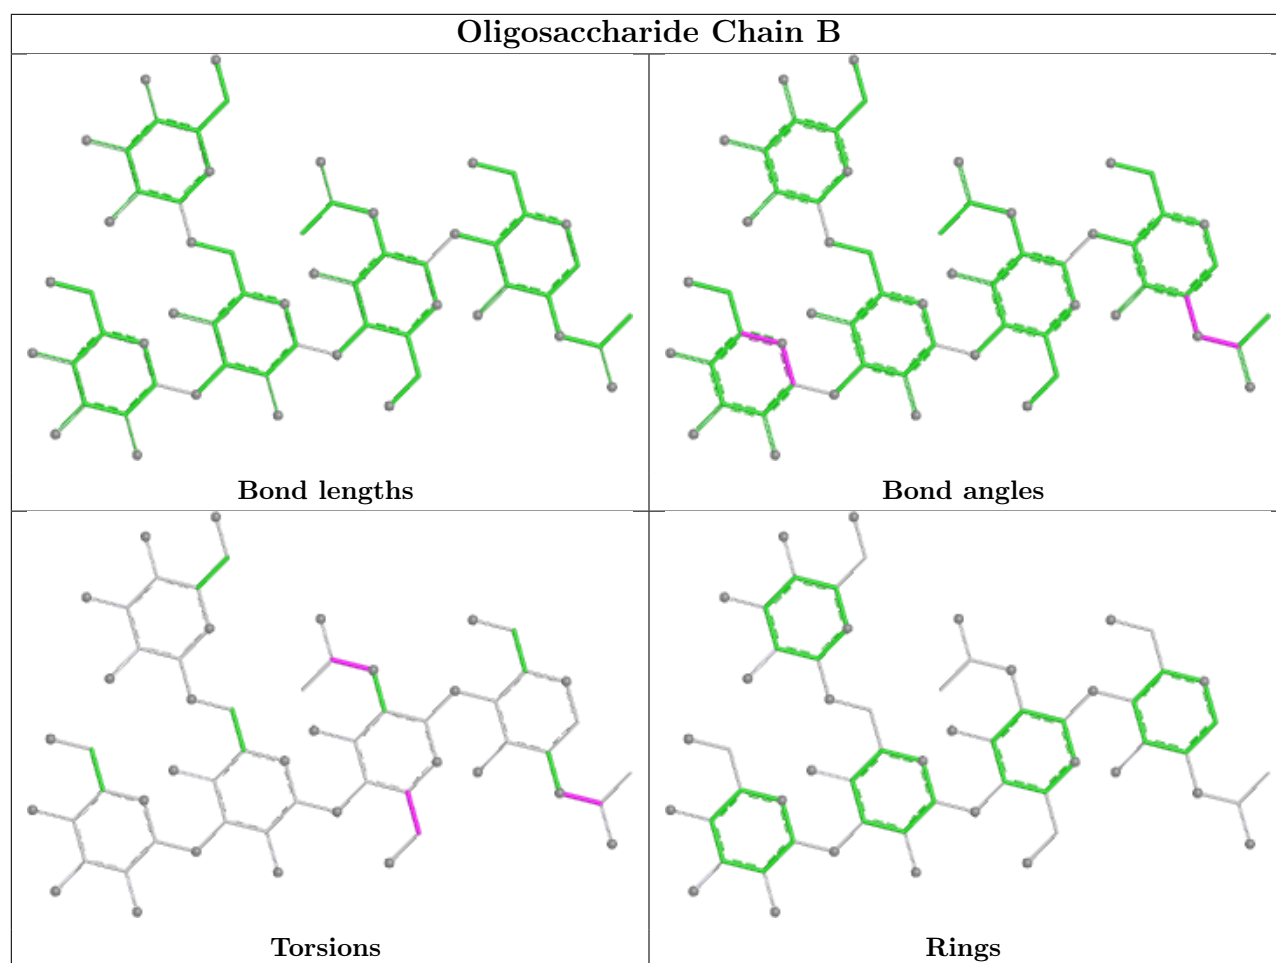 Oligosaccharide Chain B
Bond lengths
Bond angles
Torsions
Rings